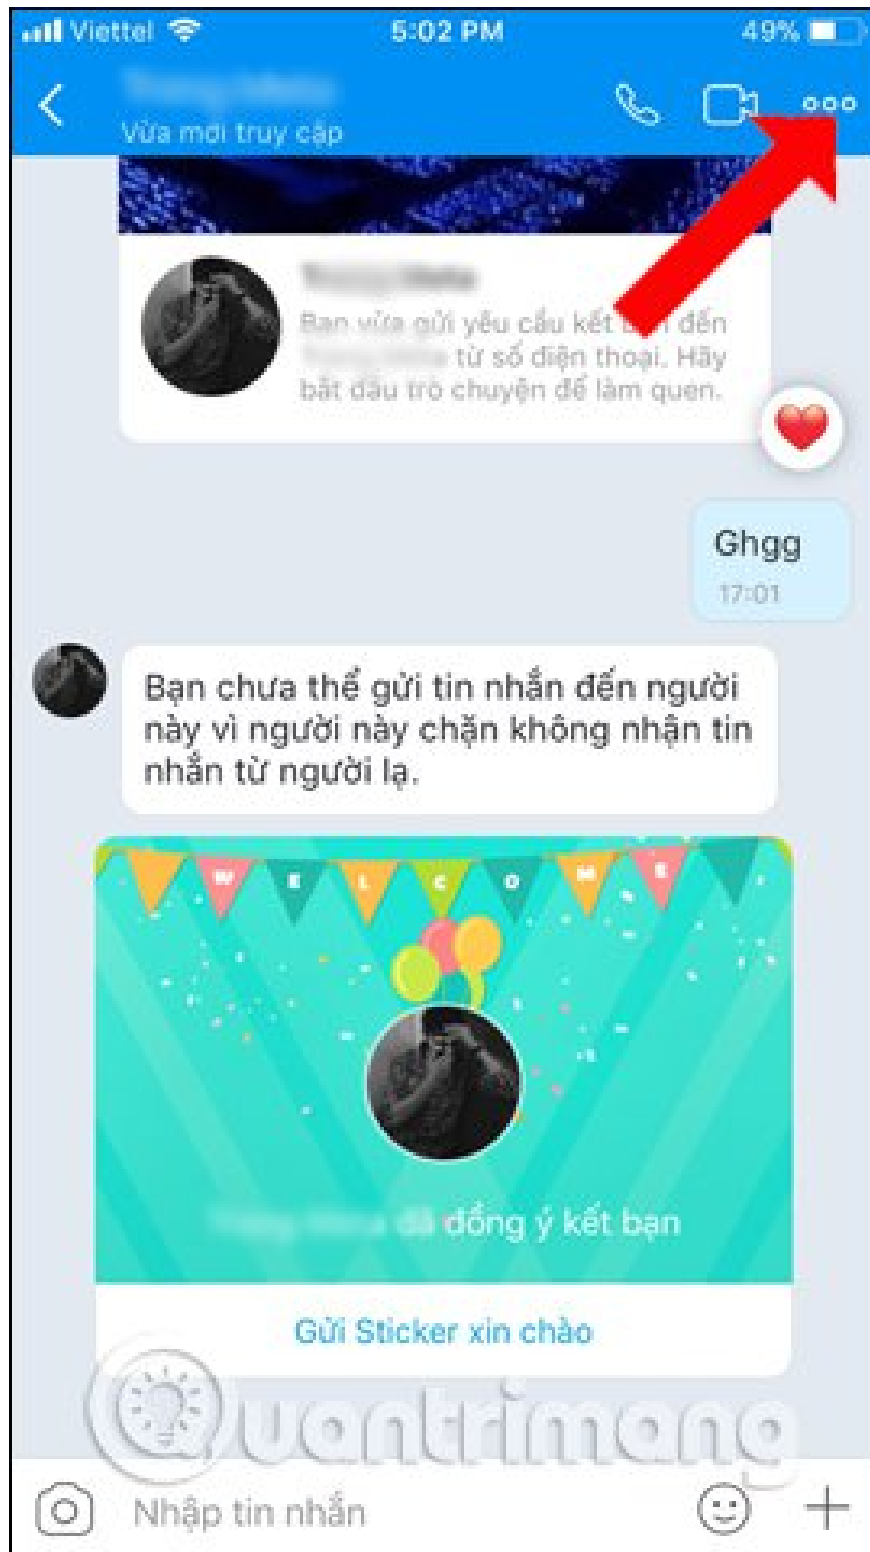 Viettel 5:02 PM 49%
Vừa mới truy cập
Bạn vừa gửi yêu cầu kết đến
từ số điện thoại. Hãy
bắt đầu trò chuyện để làm quen.
Ghgg
17:01
Bạn chưa thể gửi tin nhắn đến người
này vì người này chặn không nhận tin
nhắn từ người lạ.
WELCOME
đồng ý kết bạn
Gửi Sticker xin chào
Quantrimang
Nhập tin nhắn